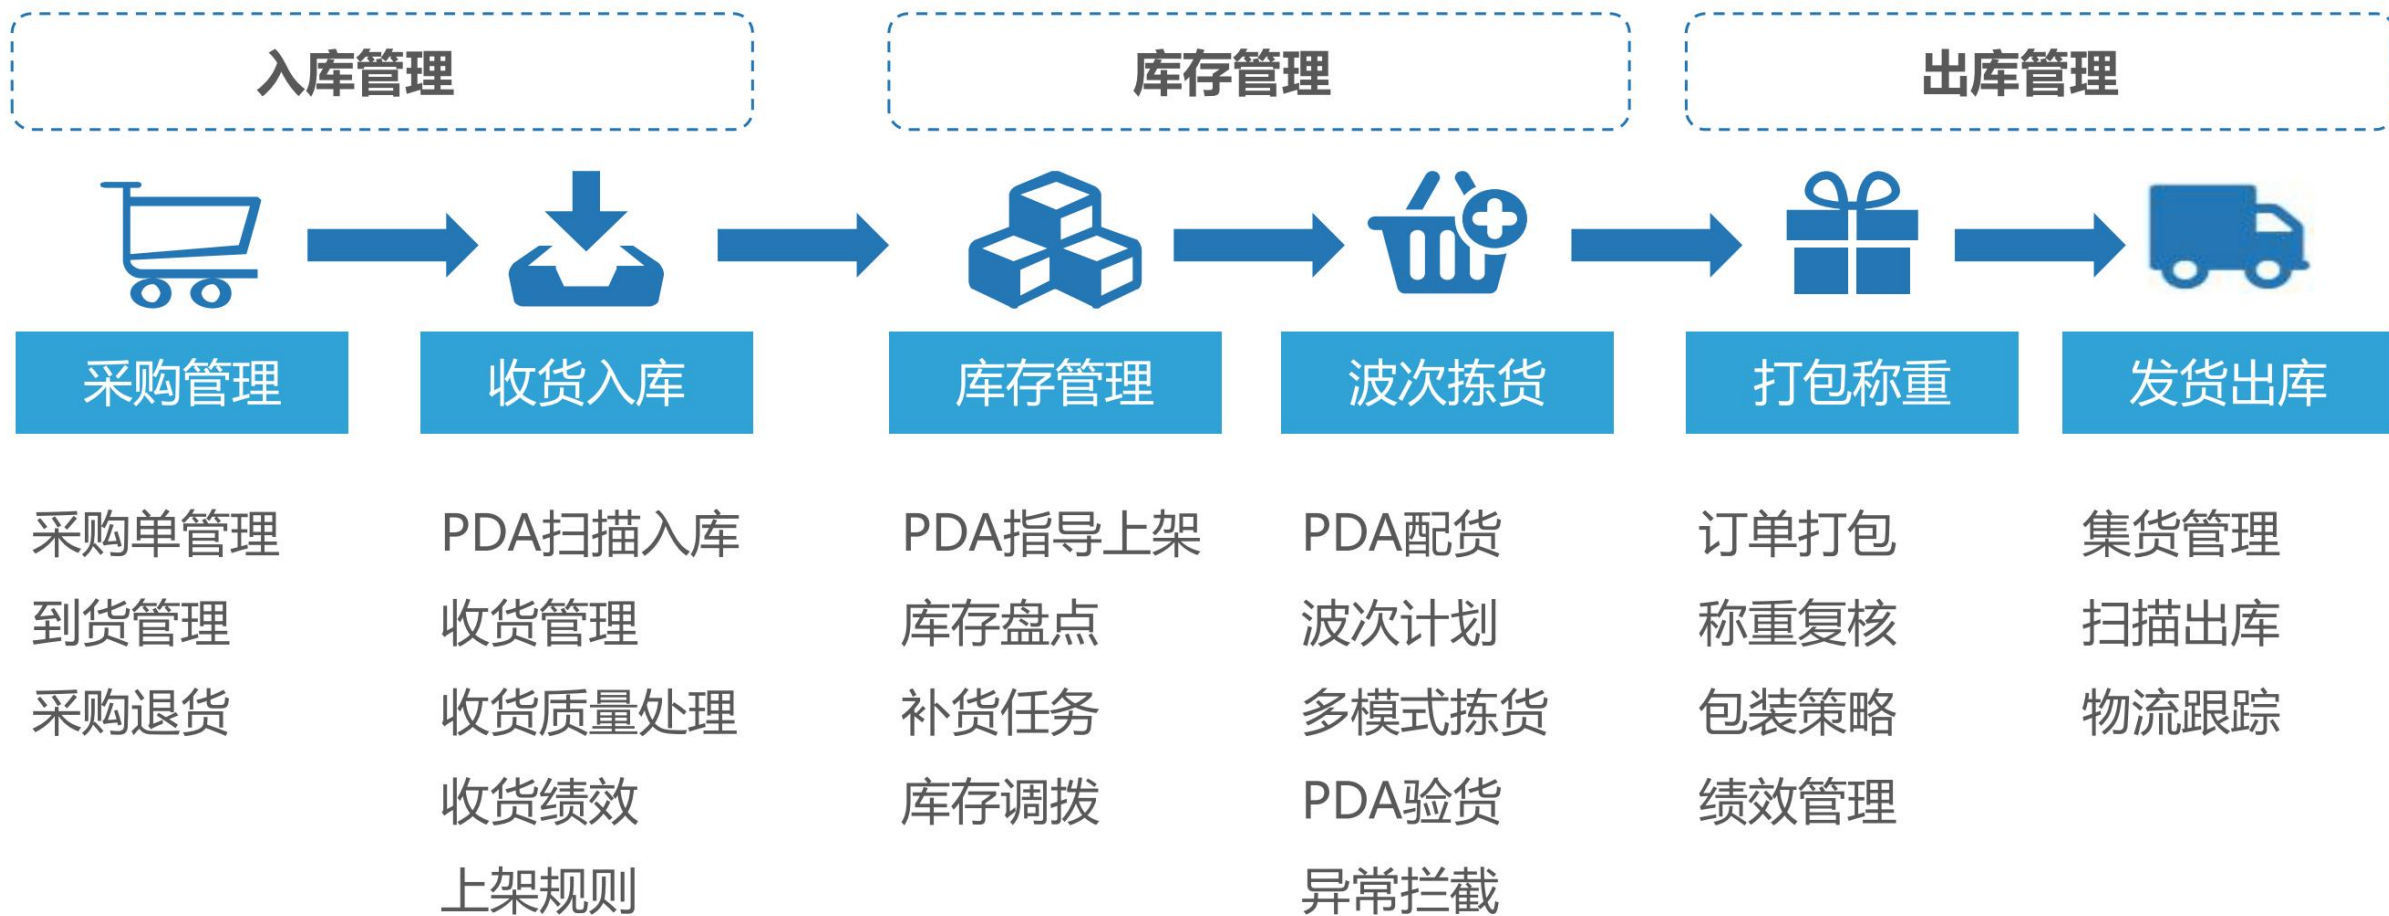 入库管理
库存管理
出库管理
采购管理
收货入库
库存管理
波次拣货
打包称重
发货出库
采购单管理
到货管理
采购退货
PDA扫描入库
收货管理
收货质量处理
收货绩效
上架规则
PDA指导上架
库存盘点
补货任务
库存调拨
PDA配货
波次计划
多模式拣货
PDA验货
异常拦截
订单打包
称重复核
包装策略
绩效管理
集货管理
扫描出库
物流跟踪